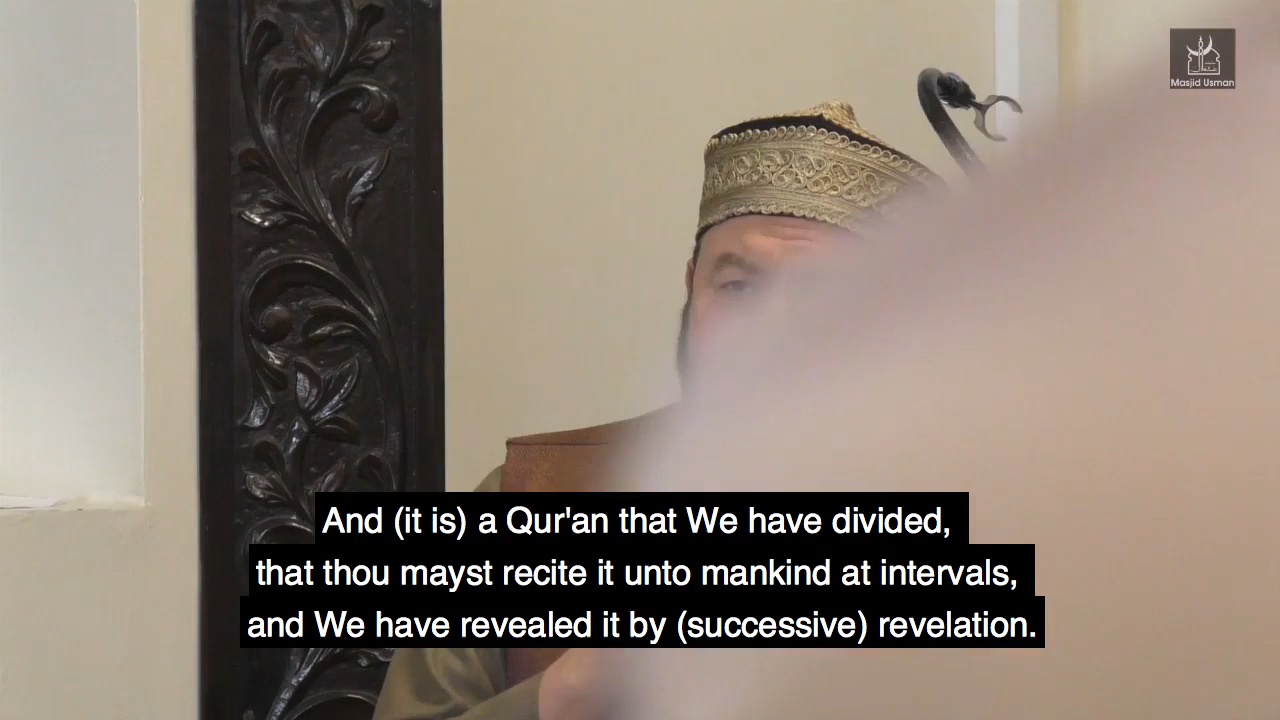 Masjid Usman
And (it is) a Qur'an that We have divided,
that thou mayst recite it unto mankind at intervals,
and We have revealed it by (successive) revelation.